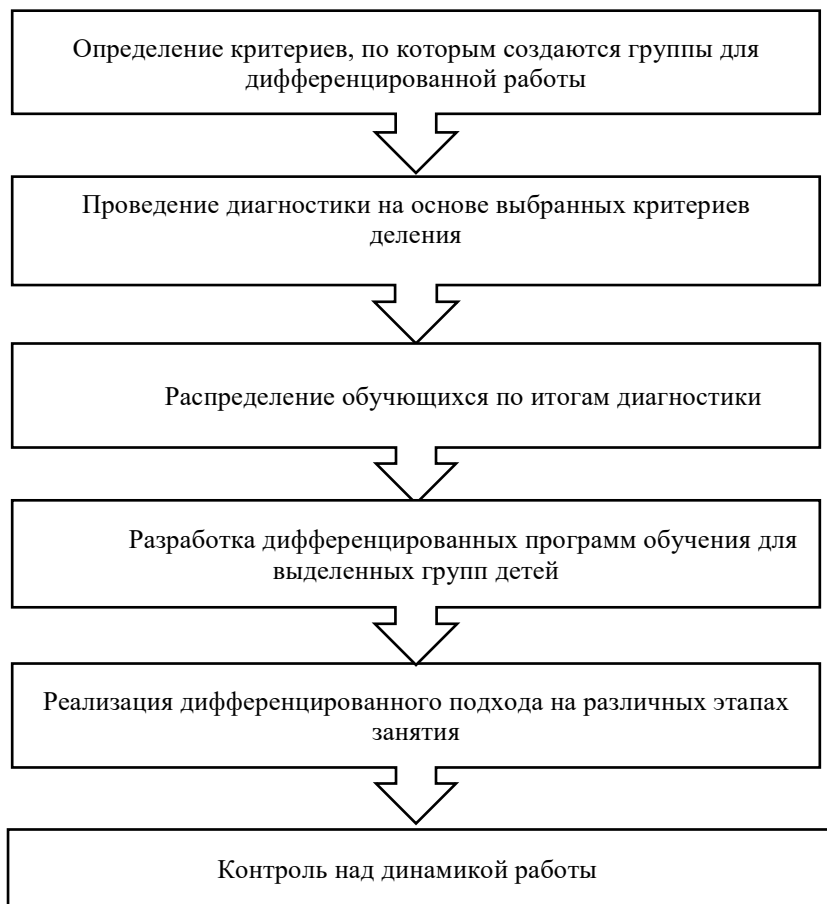 Определение критериев, по которым создаются группы для
дифференцированной работы
Проведение диагностики на основе выбранных критериев
деления
Распределение обучющихся по итогам диагностики
Разработка дифференцированных программ обучения для
выделенных групп детей
Реализация дифференцированного подхода на различных этапах
занятия
Контроль над динамикой работы